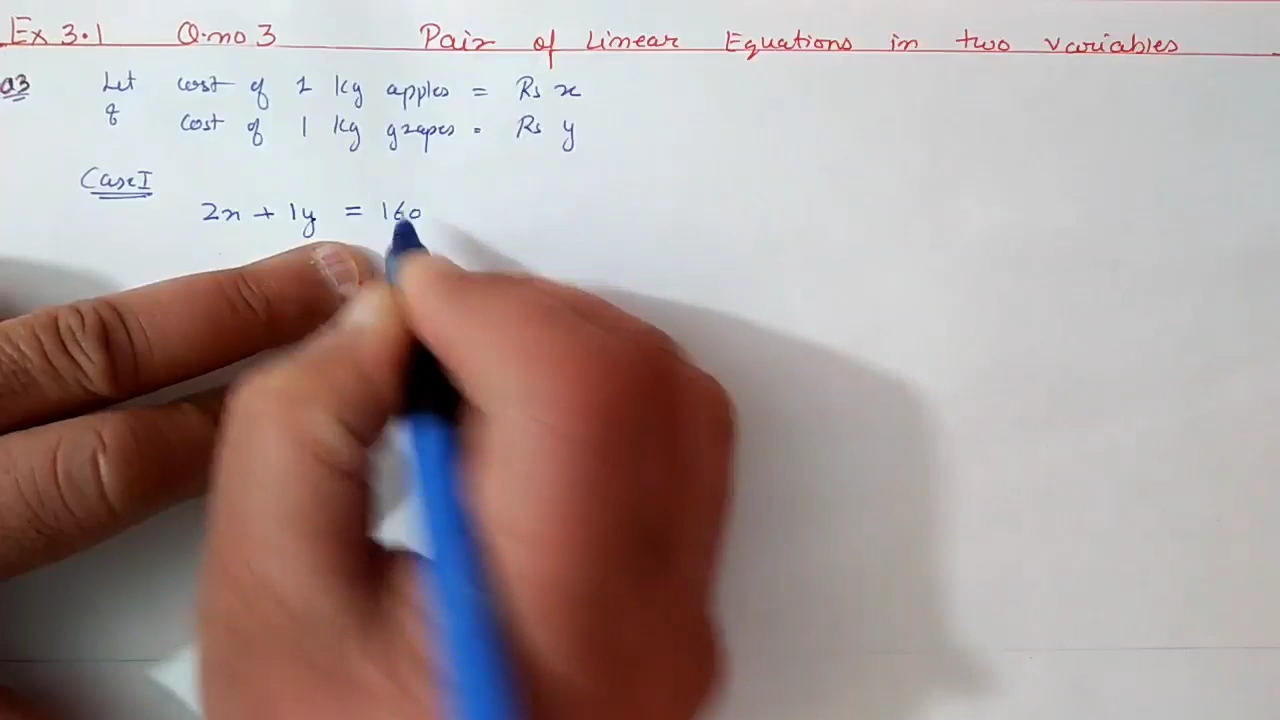 Ex 3.1 Q.no 3 Pair of Linear Equations in two variables
Q3 Let cost of 1 kg apples = Rs x
& cost of 1 kg grapes = Rs y
Case I
2x + 1y = 160